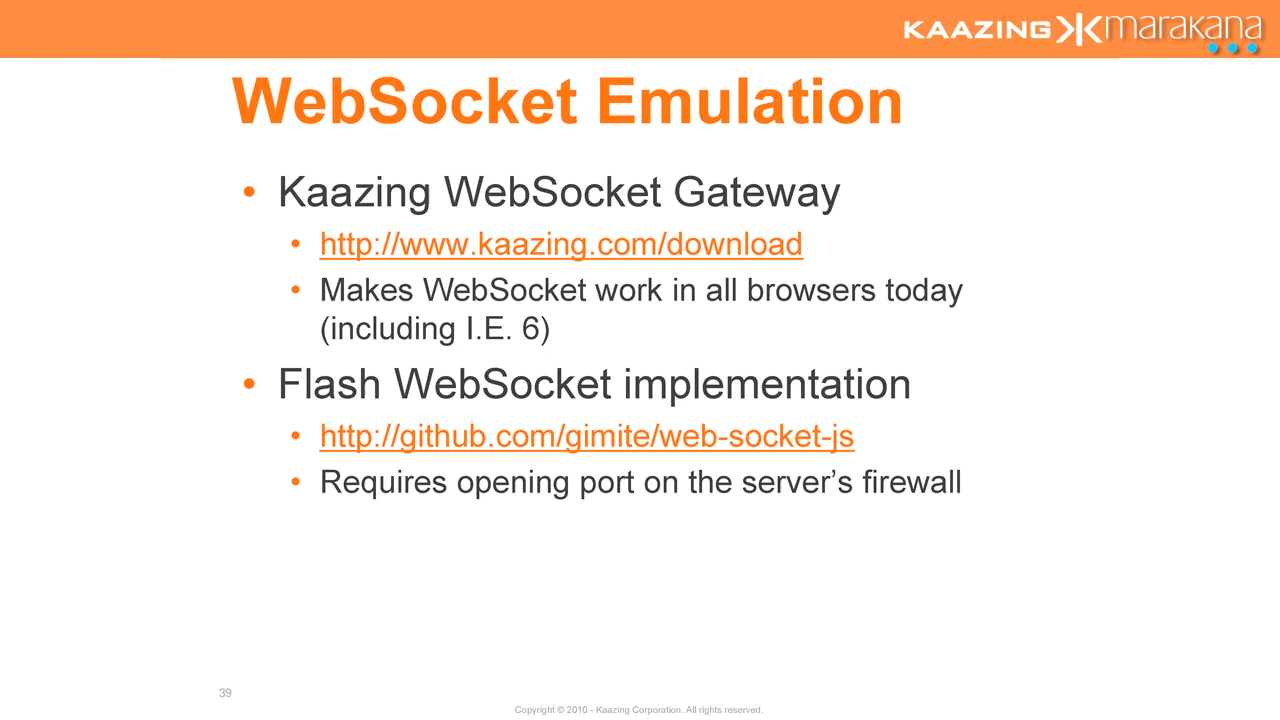 KAAZING marakana
WebSocket Emulation
• Kaazing WebSocket Gateway
• http://www.kaazing.com/download
• Makes WebSocket work in all browsers today
(including I.E. 6)
• Flash WebSocket implementation
• http://github.com/gimite/web-socket-js
• Requires opening port on the server’s firewall
39
Copyright © 2010 - Kaazing Corporation. All rights reserved.